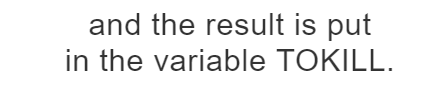 and the result is put
in the variable TOKILL.